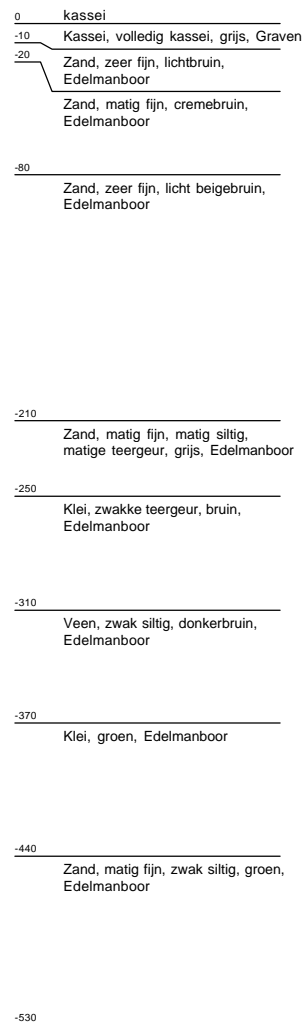 0 kassei
-10 Kassei, volledig kassei, grijs, Graven
-20 Zand, zeer fijn, lichtbruin,
Edelmanboor
Zand, matig fijn, cremebruin,
Edelmanboor
-80
Zand, zeer fijn, licht beigebruin,
Edelmanboor
-210
Zand, matig fijn, matig siltig,
matige teergeur, grijs, Edelmanboor
-250
Klei, zwakke teergeur, bruin,
Edelmanboor
-310
Veen, zwak siltig, donkerbruin,
Edelmanboor
-370
Klei, groen, Edelmanboor
-440
Zand, matig fijn, zwak siltig, groen,
Edelmanboor
-530